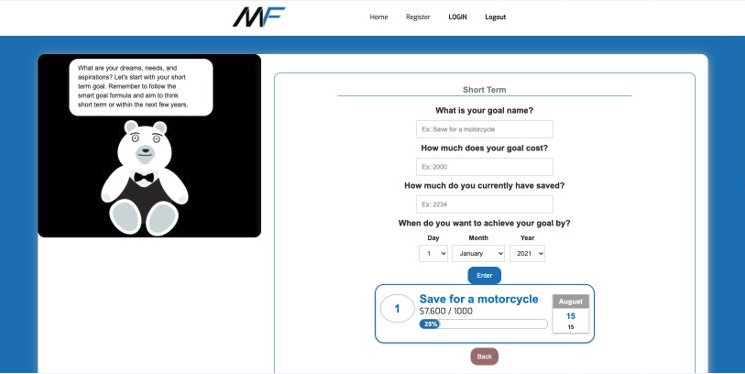 MF
Home Register LOGIN Logout
What are your dreams, needs, and
aspirations? Let's start with your short
term goal. Remember to follow the
smart goal formula and aim to think
short term or within the next few years.
Short Term
What is your goal name?
Ex: Save for a motorcycle
How much does your goal cost?
Ex: 2000
How much do you currently have saved?
Ex: 2234
When do you want to achieve your goal by?
Day Month Year
1 January 2021
Enter
1
Save for a motorcycle
$7,600 / 1000
25%
August
15
15
Back